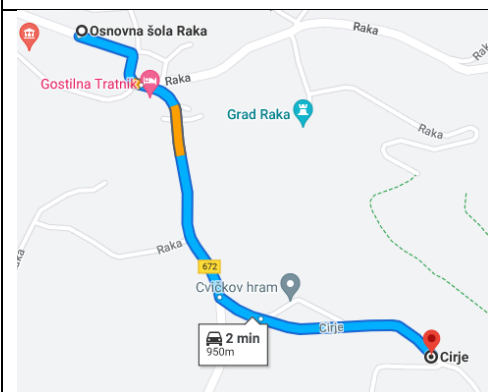 Osnovna šola Raka
Raka
Gostilna Tratnik
Raka
Grad Raka
Raka
Raka
672
Cvičkov hram
Cirje
2 min
950m
Cirje